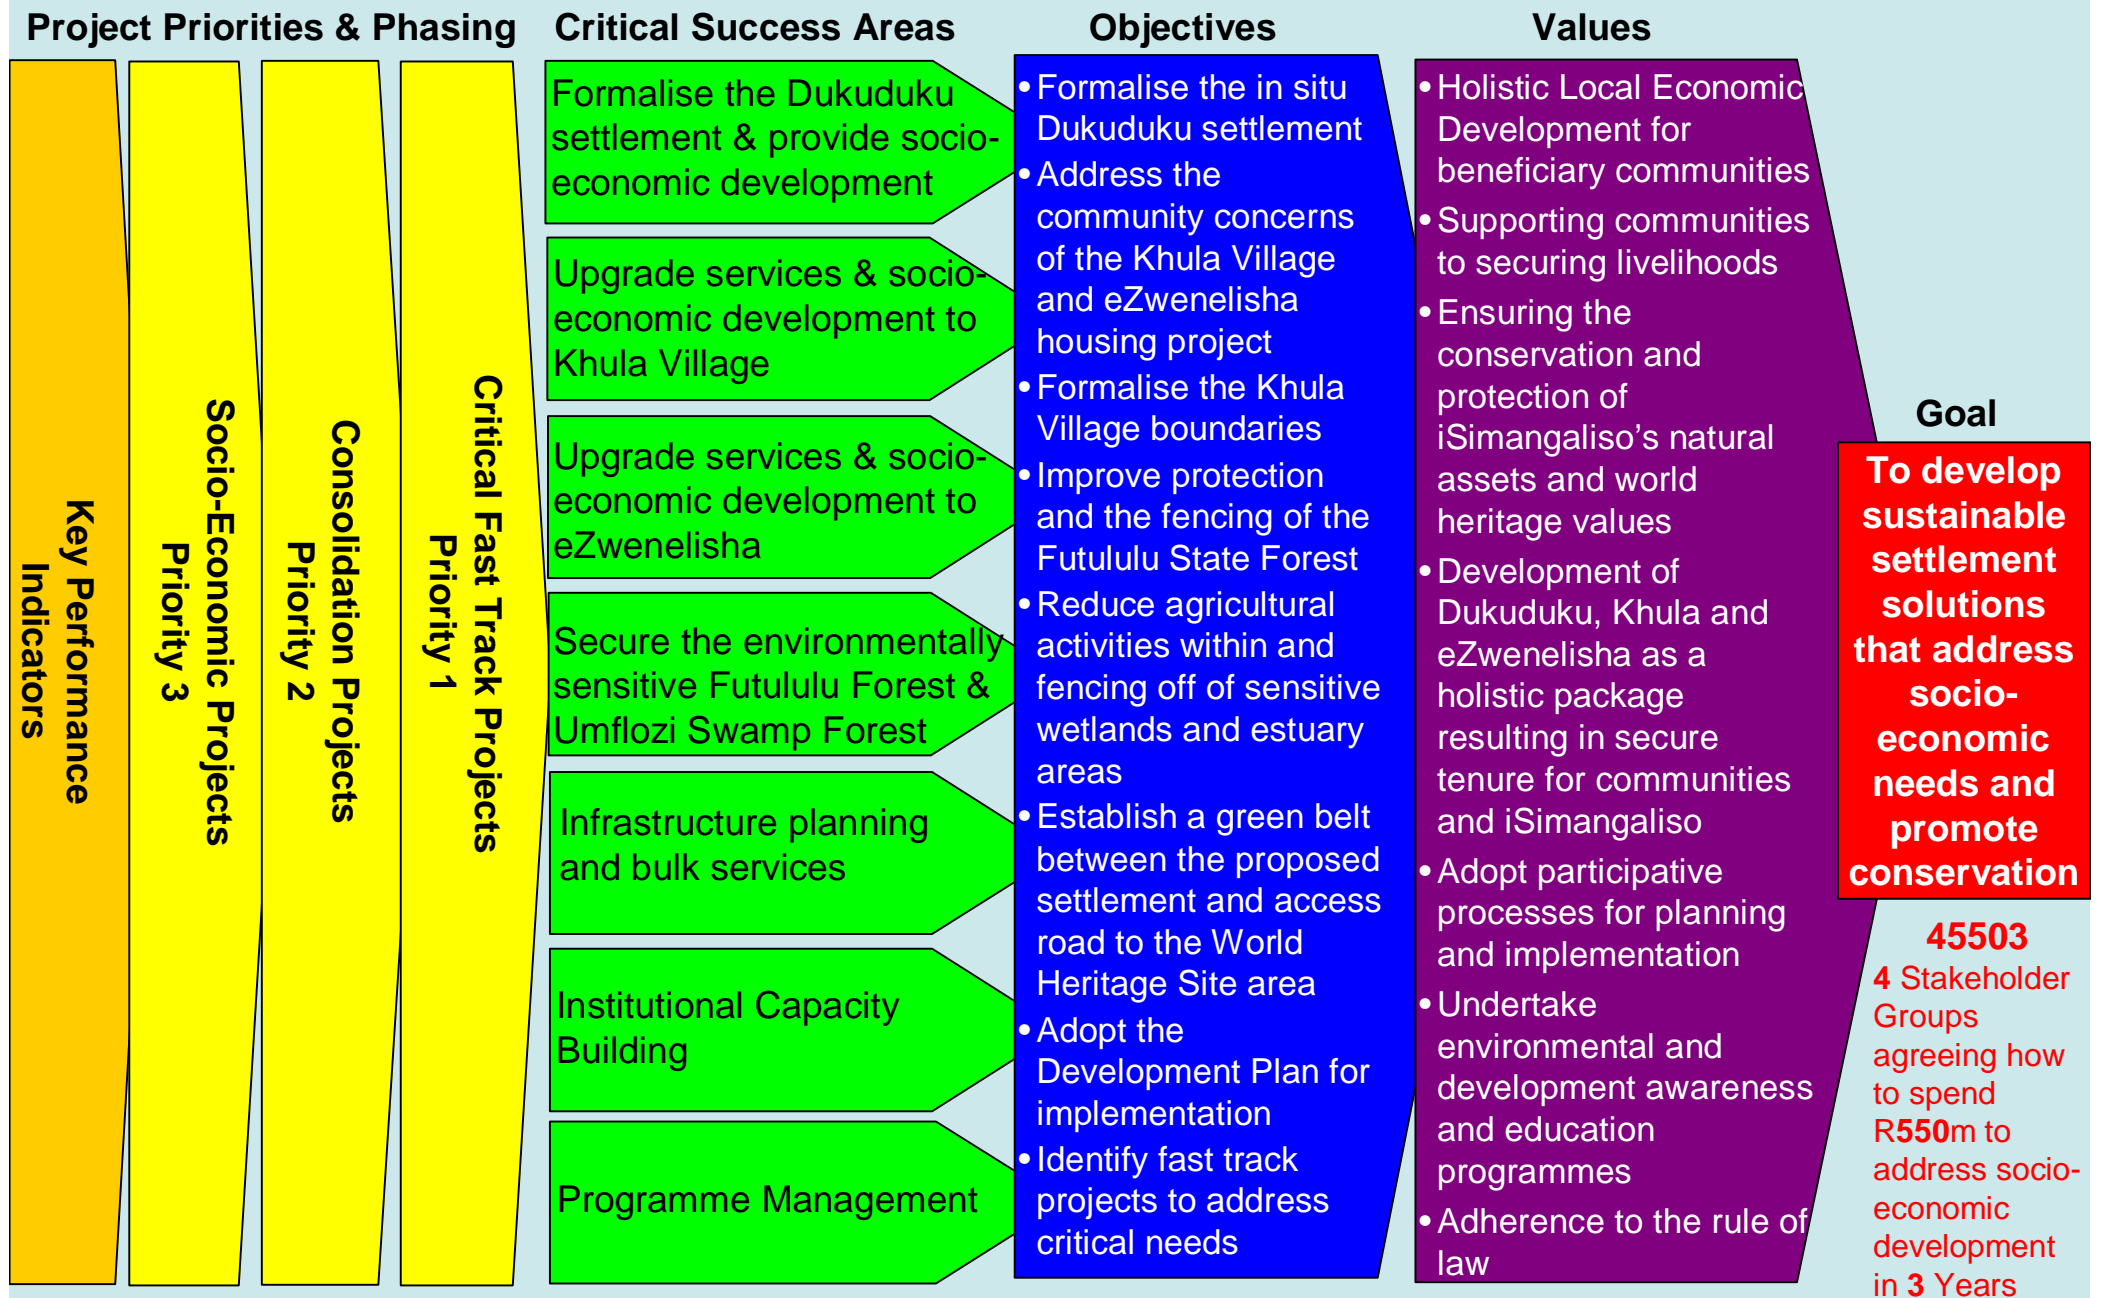 Project Priorities & Phasing
Critical Success Areas
Objectives
Values
Key Performance
Indicators
Socio-Economic Projects
Priority 3
Consolidation Projects
Priority 2
Critical Fast Track Projects
Priority 1
Formalise the Dukuduku
settlement & provide socio-
economic development
Upgrade services & socio-
economic development to
Khula Village
Upgrade services & socio-
economic development to
eZwenelisha
Secure the environmentally
sensitive Futululu Forest &
Umflozi Swamp Forest
Infrastructure planning
and bulk services
Institutional Capacity
Building
Programme Management
• Formalise the in situ
Dukuduku settlement
• Address the
community concerns
of the Khula Village
and eZwenelisha
housing project
• Formalise the Khula
Village boundaries
• Improve protection
and the fencing of the
Futululu State Forest
• Reduce agricultural
activities within and
fencing off of sensitive
wetlands and estuary
areas
• Establish a green belt
between the proposed
settlement and access
road to the World
Heritage Site area
• Adopt the
Development Plan for
implementation
• Identify fast track
projects to address
critical needs
• Holistic Local Economic
Development for
beneficiary communities
• Supporting communities
to securing livelihoods
• Ensuring the
conservation and
protection of
iSimangaliso’s natural
assets and world
heritage values
• Development of
Dukuduku, Khula and
eZwenelisha as a
holistic package
resulting in secure
tenure for communities
and iSimangaliso
• Adopt participative
processes for planning
and implementation
• Undertake
environmental and
development awareness
and education
programmes
• Adherence to the rule of
law
Goal
To develop
sustainable
settlement
solutions
that address
socio-
economic
needs and
promote
conservation
45503
4 Stakeholder
Groups
agreeing how
to spend
R550m to
address socio-
economic
development
in 3 Years